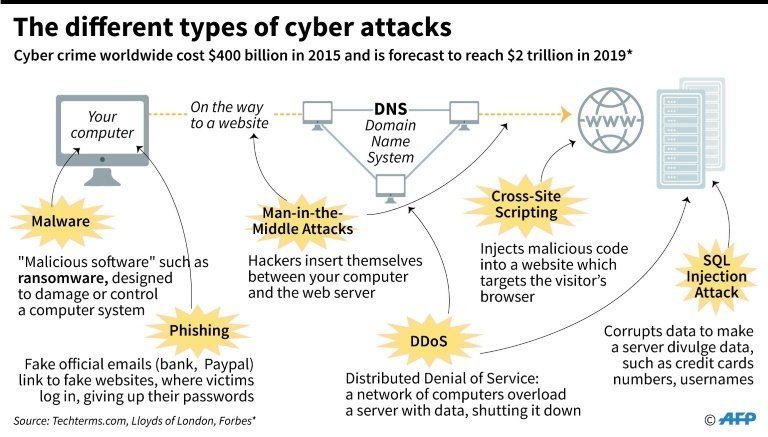 The different types of cyber attacks
Cyber crime worldwide cost $400 billion in 2015 and is forecast to reach $2 trillion in 2019*
Your
computer
On the way
to a website
DNS
Domain
Name
System
WWW
Malware
"Malicious software" such as
ransomware, designed
to damage or control
a computer system
Man-in-the-
Middle Attacks
Hackers insert themselves
between your computer
and the web server
Cross-Site
Scripting
Injects malicious code
into a website which
targets the visitor's
browser
SQL
Injection
Attack
Corrupts data to make
a server divulge data,
such as credit cards
numbers, usernames
Phishing
Fake official emails (bank, Paypal)
link to fake websites, where victims
log in, giving up their passwords
DDoS
Distributed Denial of Service:
a network of computers overload
a server with data, shutting it down
Source: Techterms.com, Lloyds of London, Forbes*
© AFP